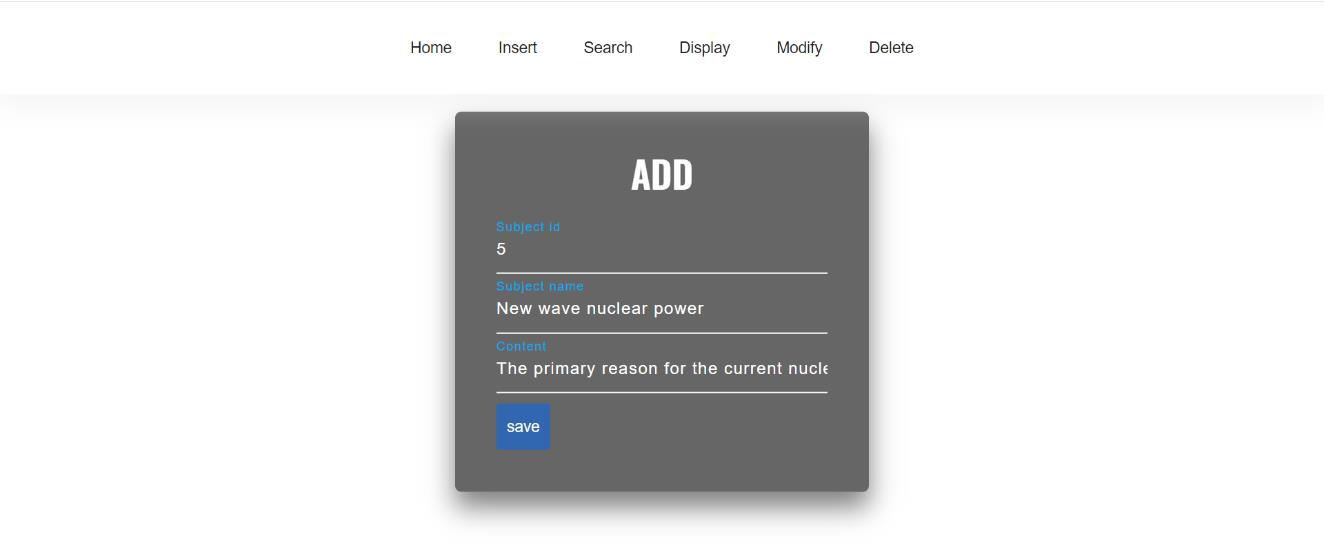 Home Insert Search Display Modify Delete
ADD
Subject id
5
Subject name
New wave nuclear power
Content
The primary reason for the current nucle
save